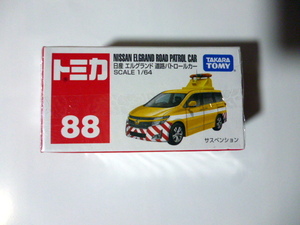 トミカ
88
NISSAN ELGRAND ROAD PATROL CAR
日産 エルグランド 道路パトロールカー
SCALE 1/64
TAKARA
TOMY
サスペンション